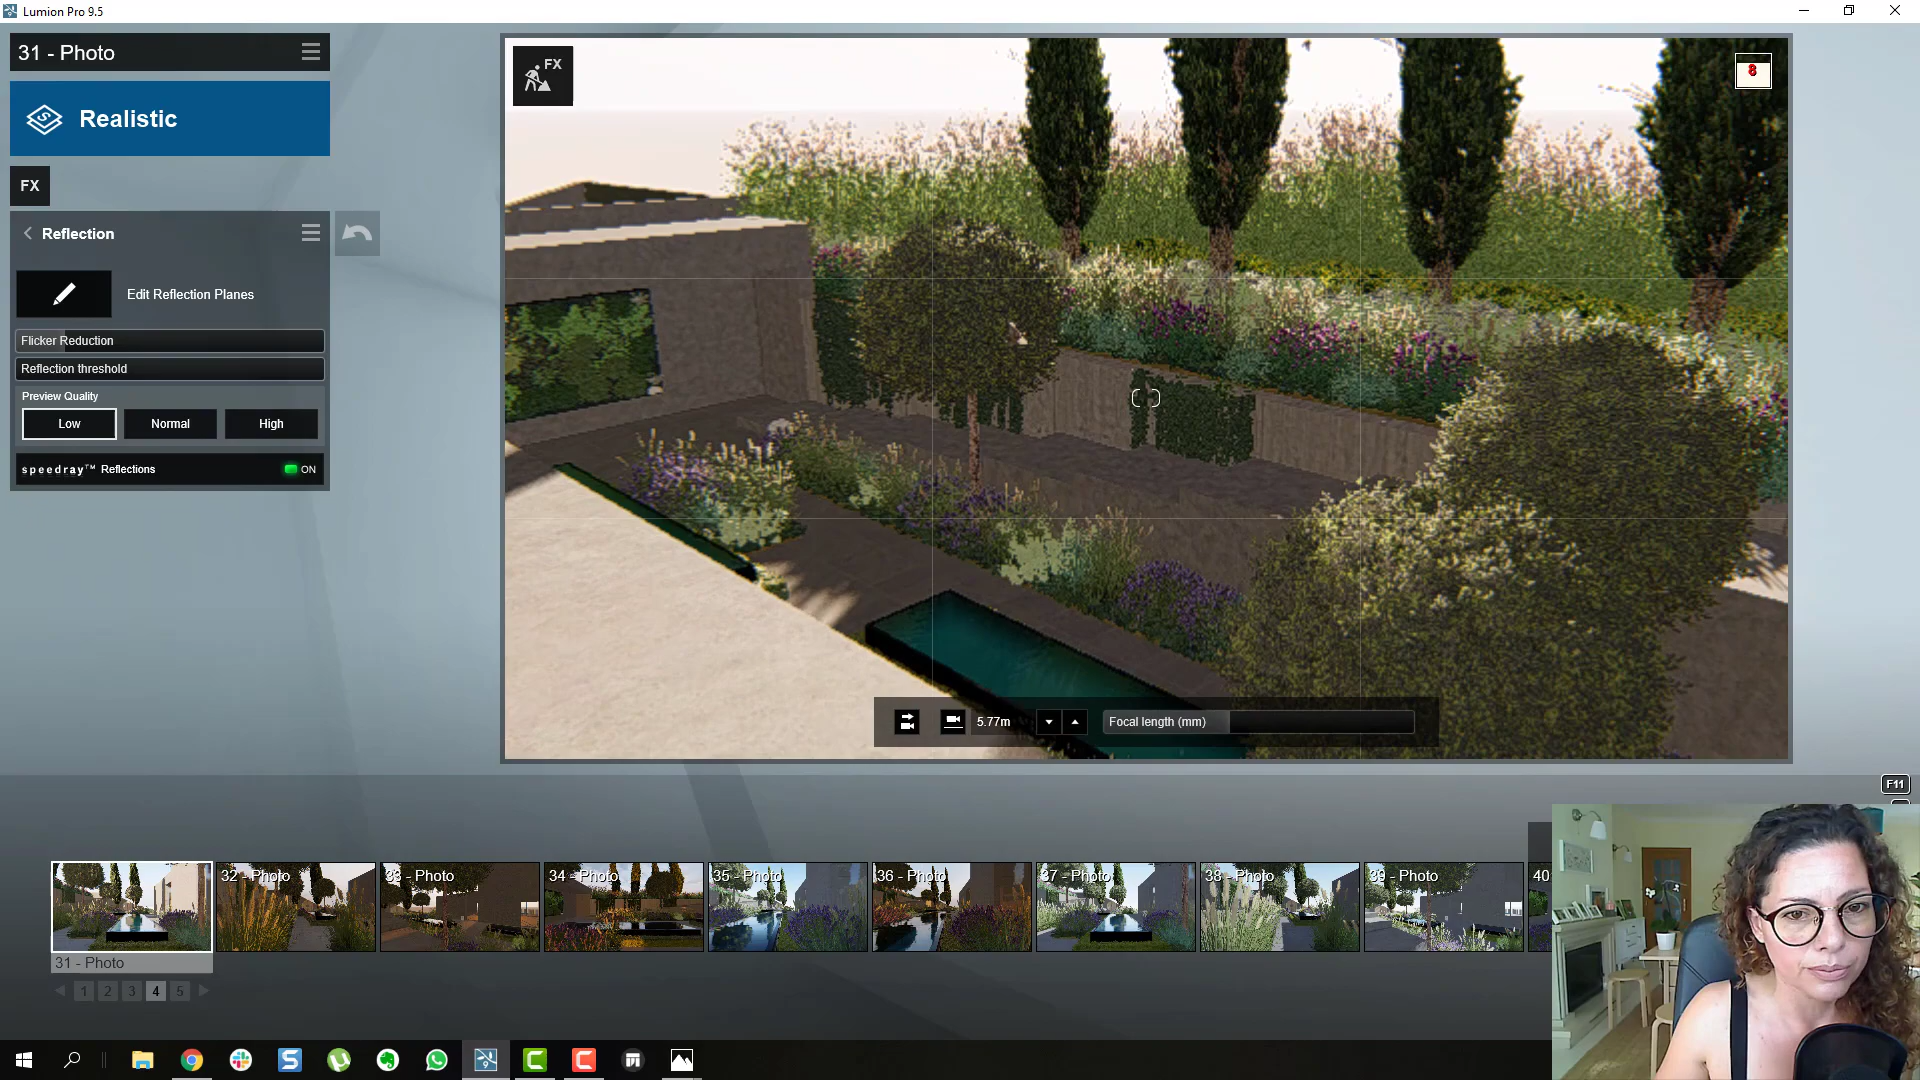 Lumion Pro 9.5
31 - Photo
Realistic
FX
FX
8
Reflection
Edit Reflection Planes
Flicker Reduction
Reflection threshold
Preview Quality
Low
Normal
High
speedray™ Reflections
ON
5.77m
Focal length (mm)
F11
32 - Photo
33 - Photo
34 - Photo
35 - Photo
36 - Photo
37 - Photo
38 - Photo
39 - Photo
40
31 - Photo
1
2
3
4
5